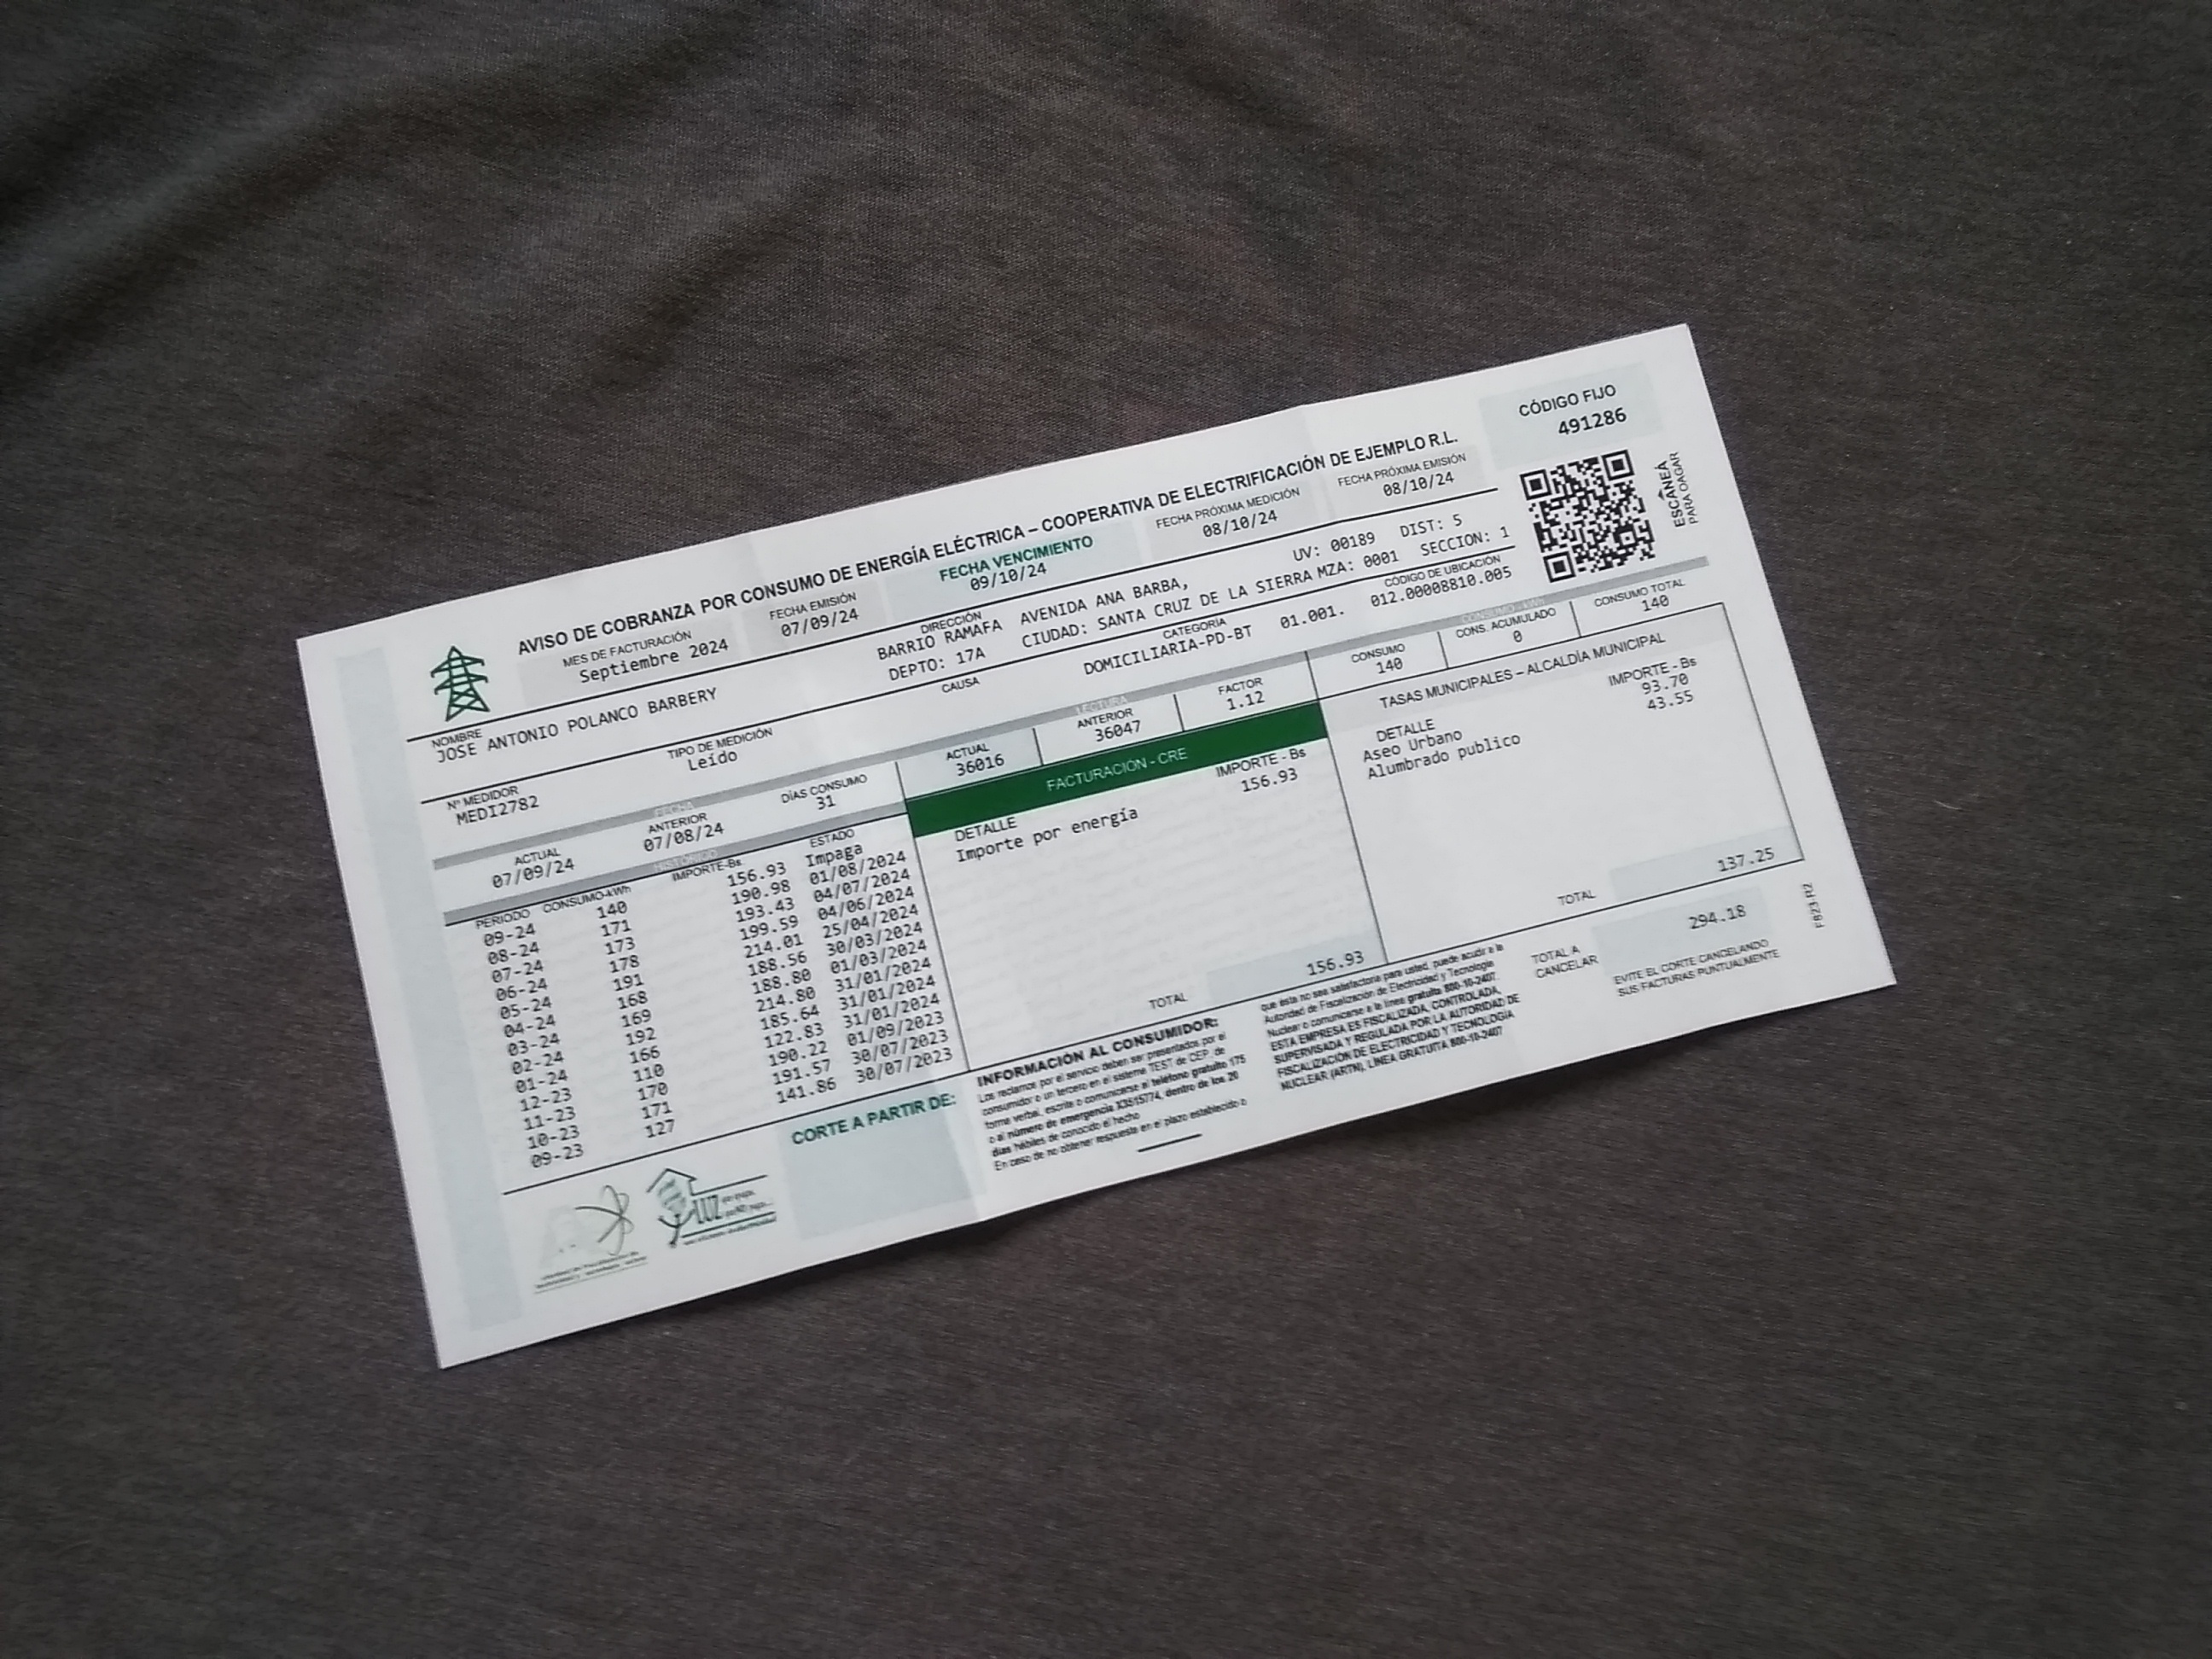 AVISO DE COBRANZA POR CONSUMO DE ENERGÍA ELÉCTRICA – COOPERATIVA DE ELECTRIFICACIÓN DE EJEMPLO R.L.
CÓDIGO FIJO
491286
MES DE FACTURACIÓN
Septiembre 2024
FECHA EMISIÓN
07/09/24
FECHA VENCIMIENTO
09/10/24
FECHA PRÓXIMA MEDICIÓN
08/10/24
FECHA PRÓXIMA EMISIÓN
08/10/24
ESCANEÁ
PARA OAGAR
NOMBRE
JOSE ANTONIO POLANCO BARBERY
DIRECCIÓN
BARRIO RAMAFA AVENIDA ANA BARBA,
DEPTO: 17A CIUDAD: SANTA CRUZ DE LA SIERRA
UV: 00189 DIST: 5
MZA: 0001 SECCION: 1
Nº MEDIDOR
MEDI2782
TIPO DE MEDICIÓN
Leído
CAUSA
CATEGORÍA
DOMICILIARIA-PD-BT
CÓDIGO DE UBICACIÓN
01.001. 012.00008810.005
FECHA
ACTUAL
07/09/24
ANTERIOR
07/08/24
DÍAS CONSUMO
31
LECTURA
ACTUAL
36016
ANTERIOR
36047
FACTOR
1.12
CONSUMO - kWh
CONSUMO
140
CONS. ACUMULADO
0
CONSUMO TOTAL
140
HISTÓRICO
PERIODO CONSUMO-kWh IMPORTE-Bs. ESTADO
09-24 140 156.93 Impaga
08-24 171 190.98 01/08/2024
07-24 173 193.43 04/07/2024
06-24 178 199.59 04/06/2024
05-24 191 214.01 25/04/2024
04-24 168 188.56 30/03/2024
03-24 169 188.80 01/03/2024
02-24 192 214.80 31/01/2024
01-24 166 185.64 31/01/2024
12-23 110 122.83 31/01/2024
11-23 170 190.22 01/09/2023
10-23 171 191.57 30/07/2023
09-23 127 141.86 30/07/2023
FACTURACIÓN - CRE
DETALLE IMPORTE - Bs
Importe por energía 156.93
TOTAL 156.93
TASAS MUNICIPALES – ALCALDÍA MUNICIPAL
DETALLE IMPORTE - Bs
Aseo Urbano 93.70
Alumbrado publico 43.55
TOTAL 137.25
TOTAL A
CANCELAR
294.18
EVITE EL CORTE CANCELANDO
SUS FACTURAS PUNTUALMENTE
F823 R2
CORTE A PARTIR DE:
INFORMACIÓN AL CONSUMIDOR:
Los reclamos por el servicio deben ser presentados por el
consumidor o un tercero en el sistema TEST de CEP, de
forma verbal, escrita o comunicarse al teléfono gratuito 175
o al número de emergencia X3515774, dentro de los 20
días hábiles de conocido el hecho
En caso de no obtener respuesta en el plazo establecido o
que ésta no sea satisfactoria para usted, puede acudir a la
Autoridad de Fiscalización de Electricidad y Tecnología
Nuclear o comunicarse a la línea gratuita 800-10-2407.
ESTA EMPRESA ES FISCALIZADA, CONTROLADA,
SUPERVISADA Y REGULADA POR LA AUTORIDAD DE
FISCALIZACIÓN DE ELECTRICIDAD Y TECNOLOGÍA
NUCLEAR (ARTN), LÍNEA GRATUITA 800-10-2407
LUZ